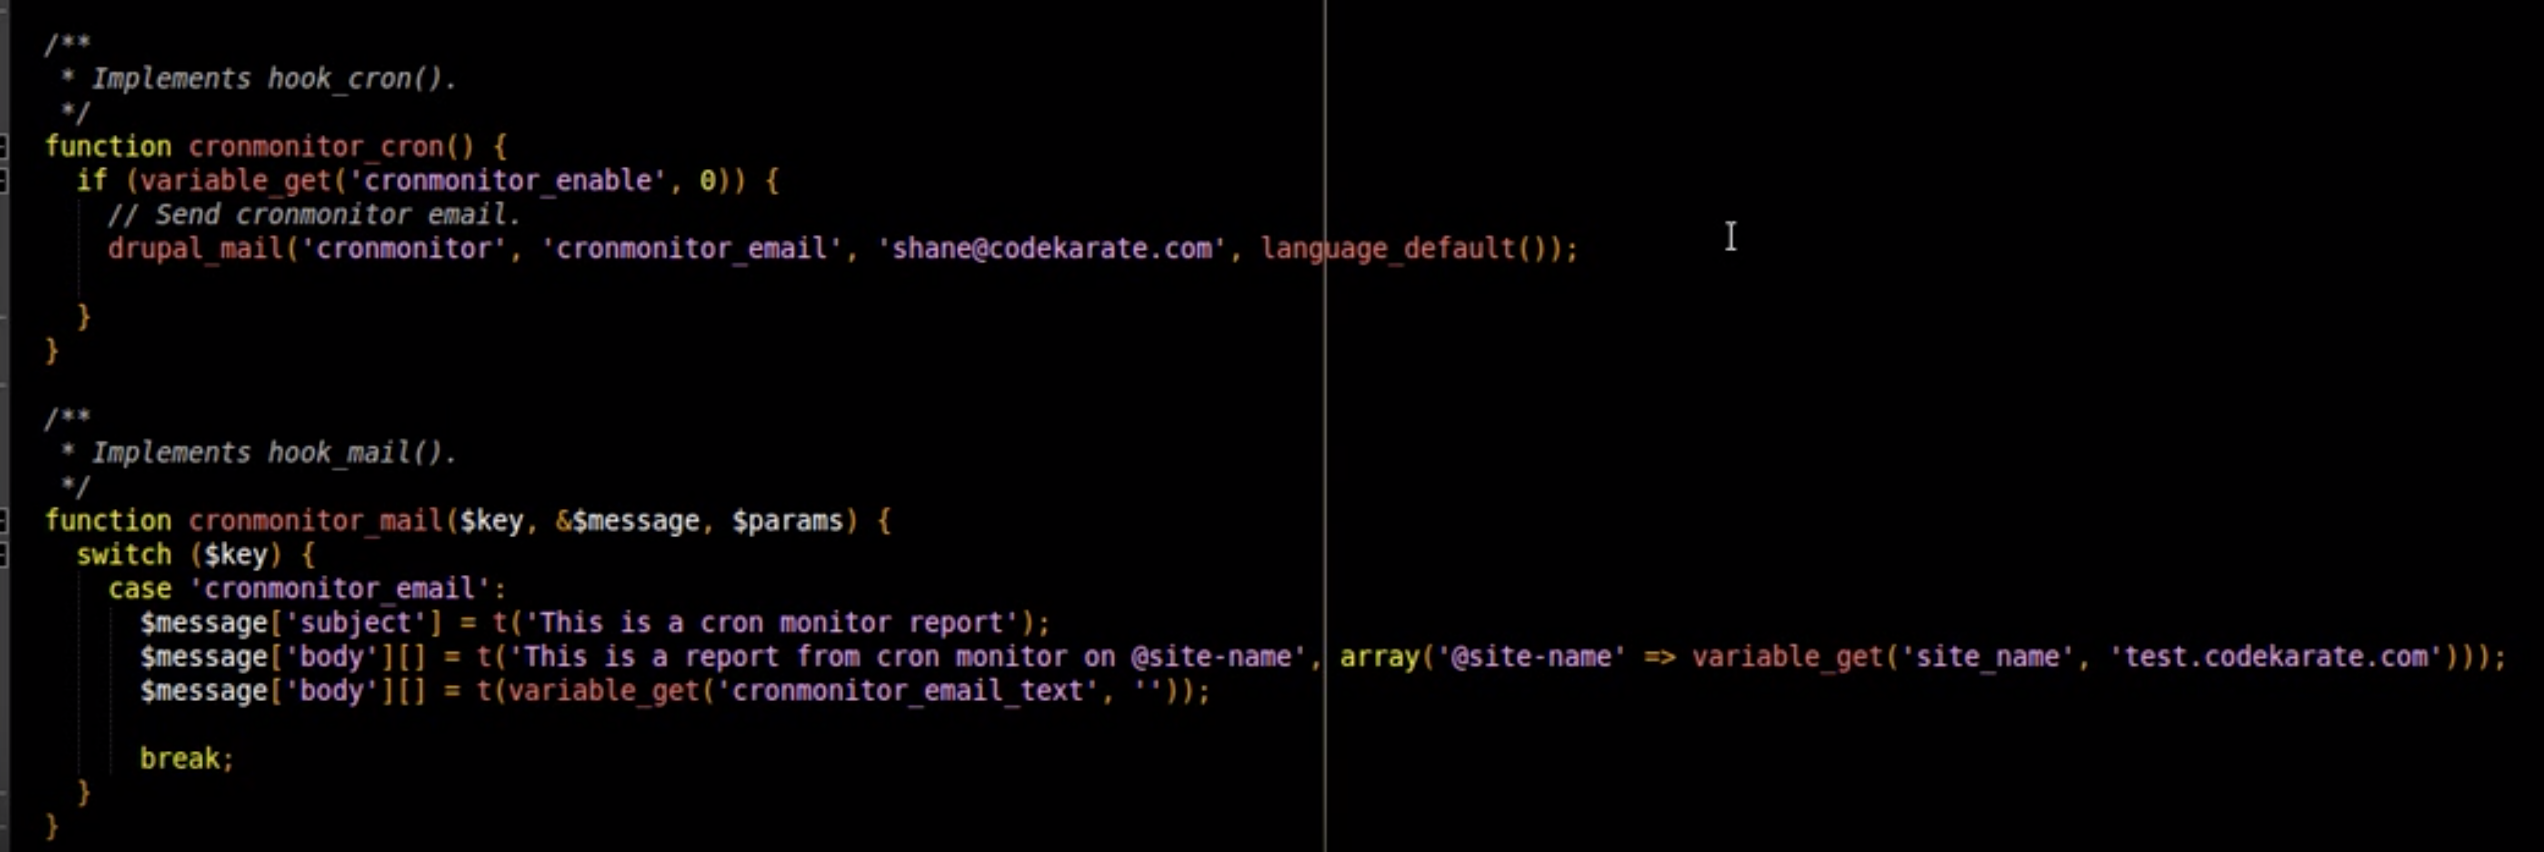 /**
 * Implements hook_cron().
 */
function cronmonitor_cron() {
  if (variable_get('cronmonitor_enable', 0)) {
    // Send cronmonitor email.
    drupal_mail('cronmonitor', 'cronmonitor_email', 'shane@codekarate.com', language_default());
  }
}
/**
 * Implements hook_mail().
 */
function cronmonitor_mail($key, &$message, $params) {
  switch ($key) {
    case 'cronmonitor_email':
      $message['subject'] = t('This is a cron monitor report');
      $message['body'][] = t('This is a report from cron monitor on @site-name', array('@site-name' => variable_get('site_name', 'test.codekarate.com')));
      $message['body'][] = t(variable_get('cronmonitor_email_text', ''));
      break;
  }
}